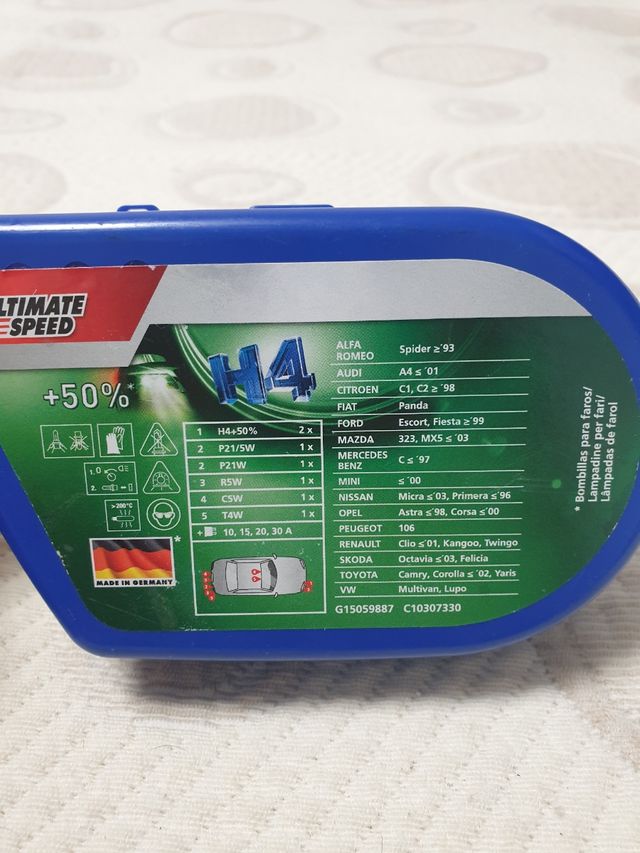 ULTIMATE
SPEED
+50%*
H4
1 H4+50% 2 x
2 P21/5W 1 x
2 P21W 1 x
3 R5W 1 x
4 C5W 1 x
5 T4W 1 x
+ 10, 15, 20, 30 A
1. 0
2.
>200°C
*
MADE IN GERMANY
ALFA ROMEO Spider ≥´93
AUDI A4 ≤ ´01
CITROEN C1, C2 ≥ ´98
FIAT Panda
FORD Escort, Fiesta ≥´99
MAZDA 323, MX5 ≤ ´03
MERCEDES BENZ C ≤ ´97
MINI ≤ ´00
NISSAN Micra ≤´03, Primera ≤´96
OPEL Astra ≤´98, Corsa ≤´00
PEUGEOT 106
RENAULT Clio ≤´01, Kangoo, Twingo
SKODA Octavia ≤´03, Felicia
TOYOTA Camry, Corolla ≤ ´02, Yaris
VW Multivan, Lupo
G15059887 C10307330
* Bombillas para faros/
Lampadine per fari/
Lâmpadas de farol